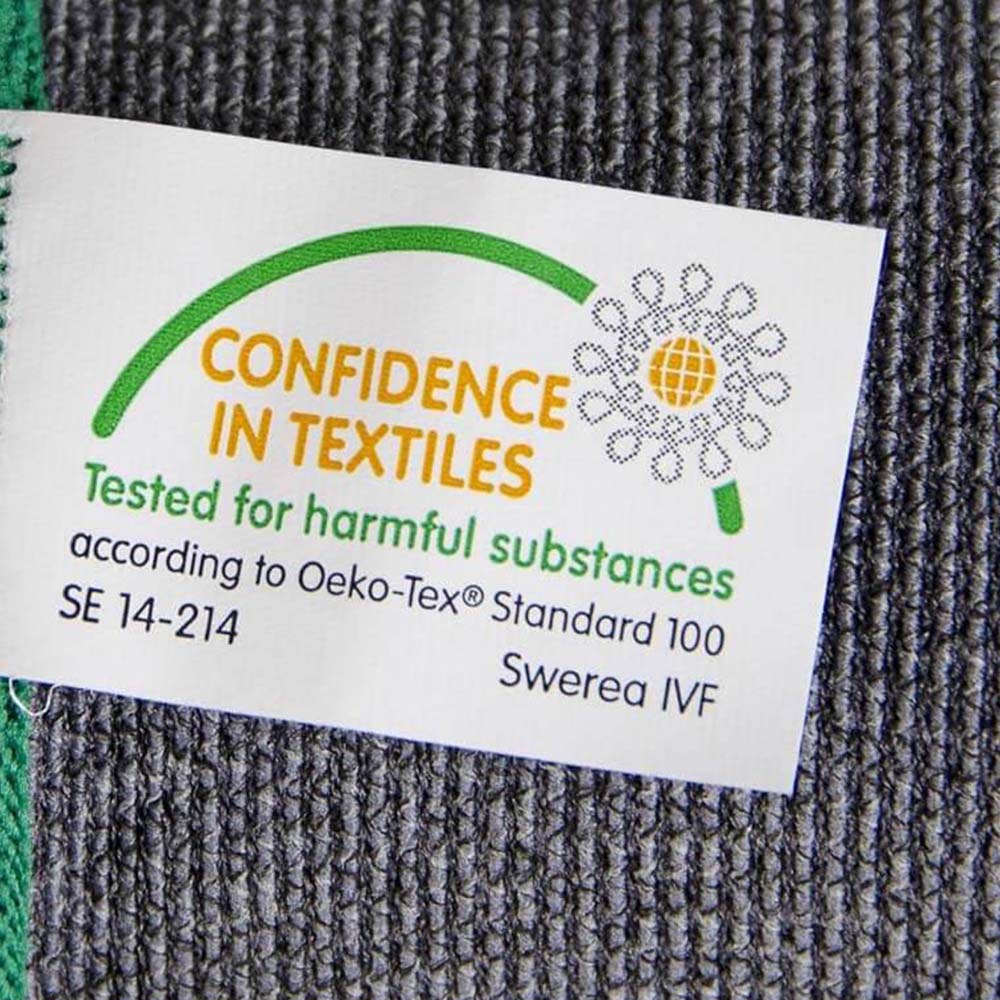 CONFIDENCE
IN TEXTILES
Tested for harmful substances
according to Oeko-Tex® Standard 100
SE 14-214
Swerea IVF